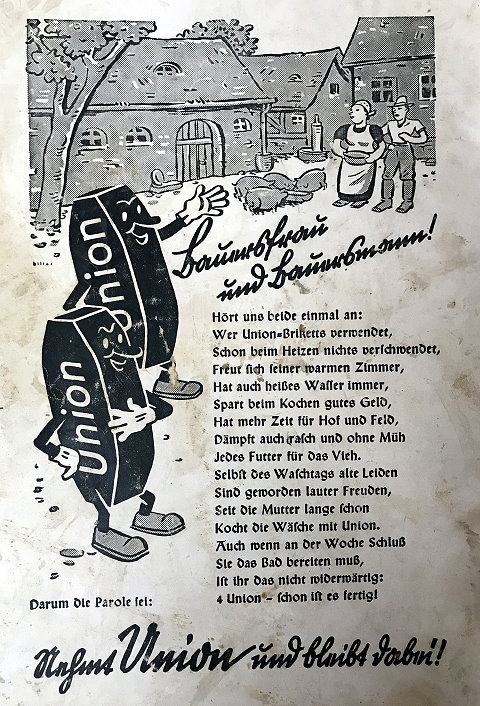 Union
Union
Bauersfrau
und Bauersmann!
Hört uns beide einmal an:
Wer Union-Briketts verwendet,
Schon beim Heizen nichts verschwendet,
Freut sich seiner warmen Zimmer,
Hat auch heißes Wasser immer,
Spart beim Kochen gutes Geld,
Hat mehr Zeit für Hof und Feld,
Dämpft auch rasch und ohne Müh
Jedes Futter für das Vieh.
Selbst des Waschtags alte Leiden
Sind geworden lauter Freuden,
Seit die Mutter lange schon
Kocht die Wäsche mit Union.
Auch wenn an der Woche Schluß
Sie das Bad bereiten muß,
Ist ihr das nicht widerwärtig:
4 Union – schon ist es fertig!
Darum die Parole sei:
Nehmt Union und bleibt dabei!